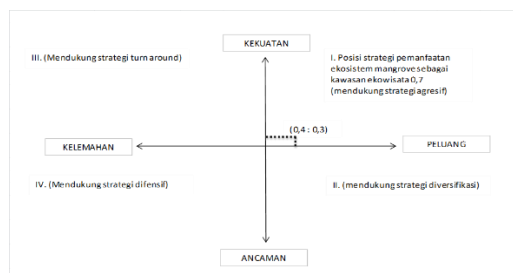 KEKUATAN
III. (Mendukung strategi turn around)
I. Posisi strategi pemanfaatan
ekosistem mangrove sebagai
kawasan ekowisata 0,7
(mendukung strategi agresif)
(0,4 : 0,3)
KELEMAHAN
PELUANG
IV. (Mendukung strategi difensif)
II. (mendukung strategi diversifikasi)
ANCAMAN